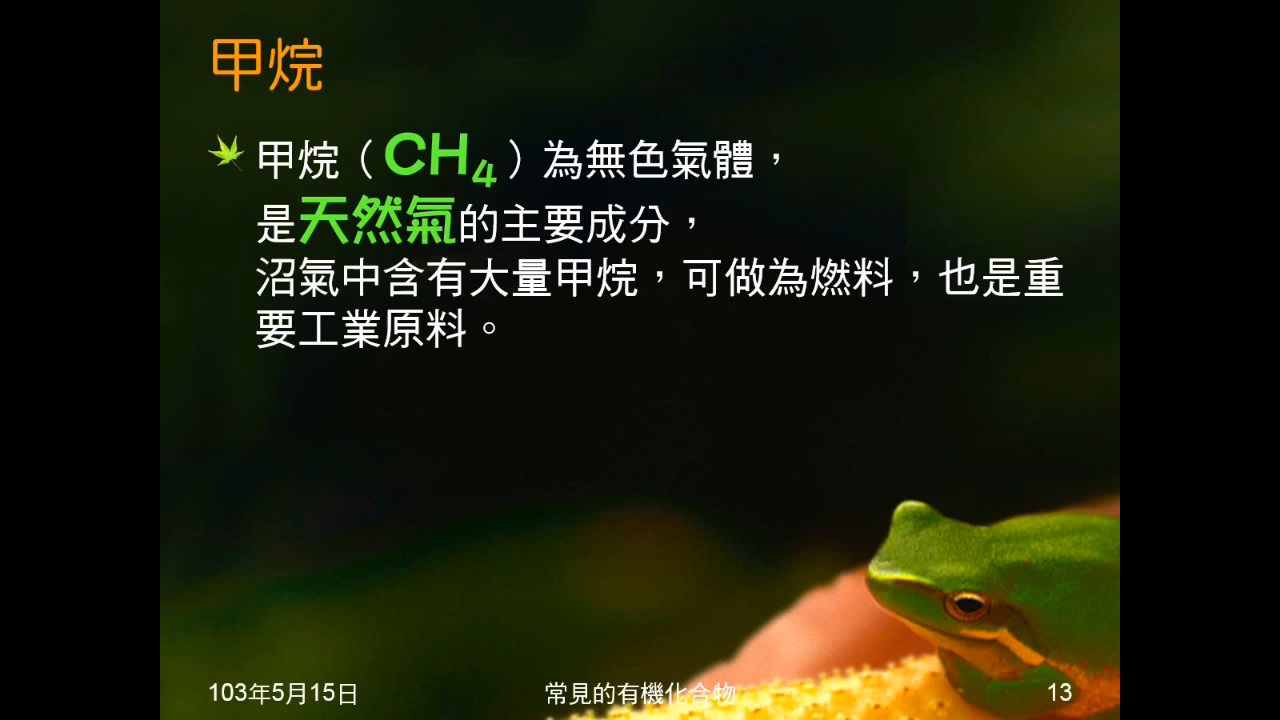 甲烷
甲烷（CH₄）為無色氣體，
是天然氣的主要成分，
沼氣中含有大量甲烷，可做為燃料，也是重
要工業原料。
103年5月15日
常見的有機化合物
13